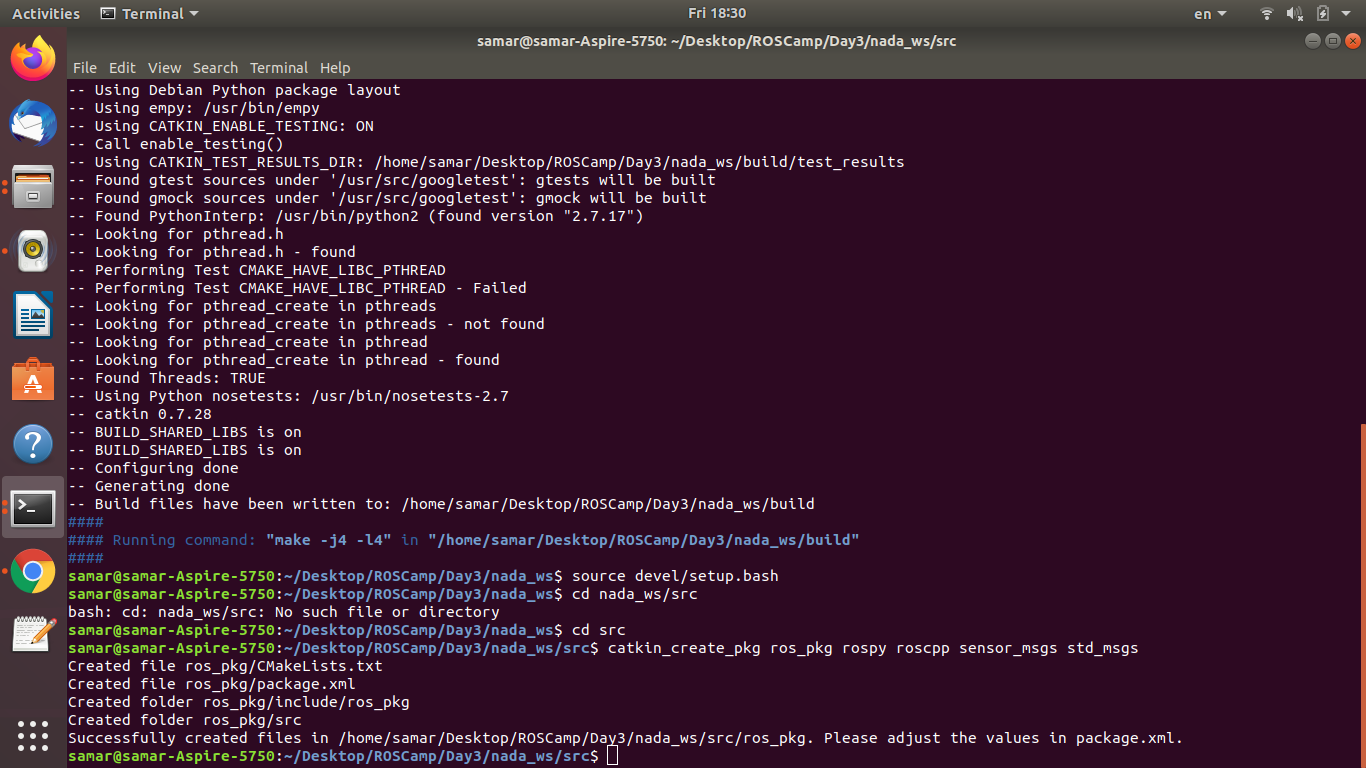 Activities Terminal Fri 18:30 en
samar@samar-Aspire-5750: ~/Desktop/ROSCamp/Day3/nada_ws/src
File Edit View Search Terminal Help
-- Using Debian Python package layout
-- Using empy: /usr/bin/empy
-- Using CATKIN_ENABLE_TESTING: ON
-- Call enable_testing()
-- Using CATKIN_TEST_RESULTS_DIR: /home/samar/Desktop/ROSCamp/Day3/nada_ws/build/test_results
-- Found gtest sources under '/usr/src/googletest': gtests will be built
-- Found gmock sources under '/usr/src/googletest': gmock will be built
-- Found PythonInterp: /usr/bin/python2 (found version "2.7.17")
-- Looking for pthread.h
-- Looking for pthread.h - found
-- Performing Test CMAKE_HAVE_LIBC_PTHREAD
-- Performing Test CMAKE_HAVE_LIBC_PTHREAD - Failed
-- Looking for pthread_create in pthreads
-- Looking for pthread_create in pthreads - not found
-- Looking for pthread_create in pthread
-- Looking for pthread_create in pthread - found
-- Found Threads: TRUE
-- Using Python nosetests: /usr/bin/nosetests-2.7
-- catkin 0.7.28
-- BUILD_SHARED_LIBS is on
-- BUILD_SHARED_LIBS is on
-- Configuring done
-- Generating done
-- Build files have been written to: /home/samar/Desktop/ROSCamp/Day3/nada_ws/build
####
#### Running command: "make -j4 -l4" in "/home/samar/Desktop/ROSCamp/Day3/nada_ws/build"
####
samar@samar-Aspire-5750:~/Desktop/ROSCamp/Day3/nada_ws$ source devel/setup.bash
samar@samar-Aspire-5750:~/Desktop/ROSCamp/Day3/nada_ws$ cd nada_ws/src
bash: cd: nada_ws/src: No such file or directory
samar@samar-Aspire-5750:~/Desktop/ROSCamp/Day3/nada_ws$ cd src
samar@samar-Aspire-5750:~/Desktop/ROSCamp/Day3/nada_ws/src$ catkin_create_pkg ros_pkg rospy roscpp sensor_msgs std_msgs
Created file ros_pkg/CMakeLists.txt
Created file ros_pkg/package.xml
Created folder ros_pkg/include/ros_pkg
Created folder ros_pkg/src
Successfully created files in /home/samar/Desktop/ROSCamp/Day3/nada_ws/src/ros_pkg. Please adjust the values in package.xml.
samar@samar-Aspire-5750:~/Desktop/ROSCamp/Day3/nada_ws/src$